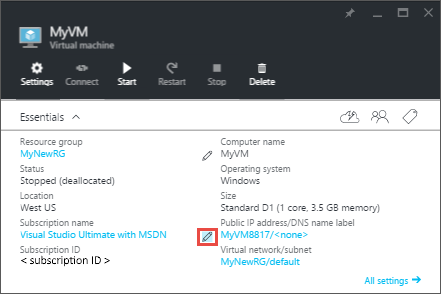 MyVM
Virtual machine
Settings
Connect
Start
Restart
Stop
Delete
Essentials
Resource group
MyNewRG
Status
Stopped (deallocated)
Location
West US
Subscription name
Visual Studio Ultimate with MSDN
Subscription ID
< subscription ID >
Computer name
MyVM
Operating system
Windows
Size
Standard D1 (1 core, 3.5 GB memory)
Public IP address/DNS name label
MyVM8817/<none>
Virtual network/subnet
MyNewRG/default
All settings →